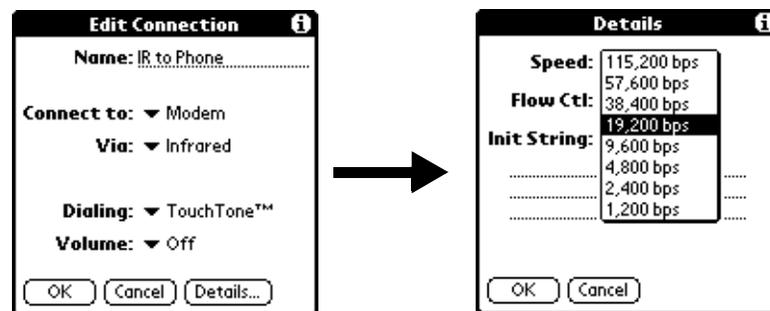 Edit Connection
Name: IR to Phone
Connect to: Modem
Via: Infrared
Dialing: TouchTone™
Volume: Off
OK Cancel Details...
Details
Speed: 115,200 bps
57,600 bps
Flow Ctl: 38,400 bps
19,200 bps
Init String: 9,600 bps
4,800 bps
2,400 bps
1,200 bps
OK Cancel